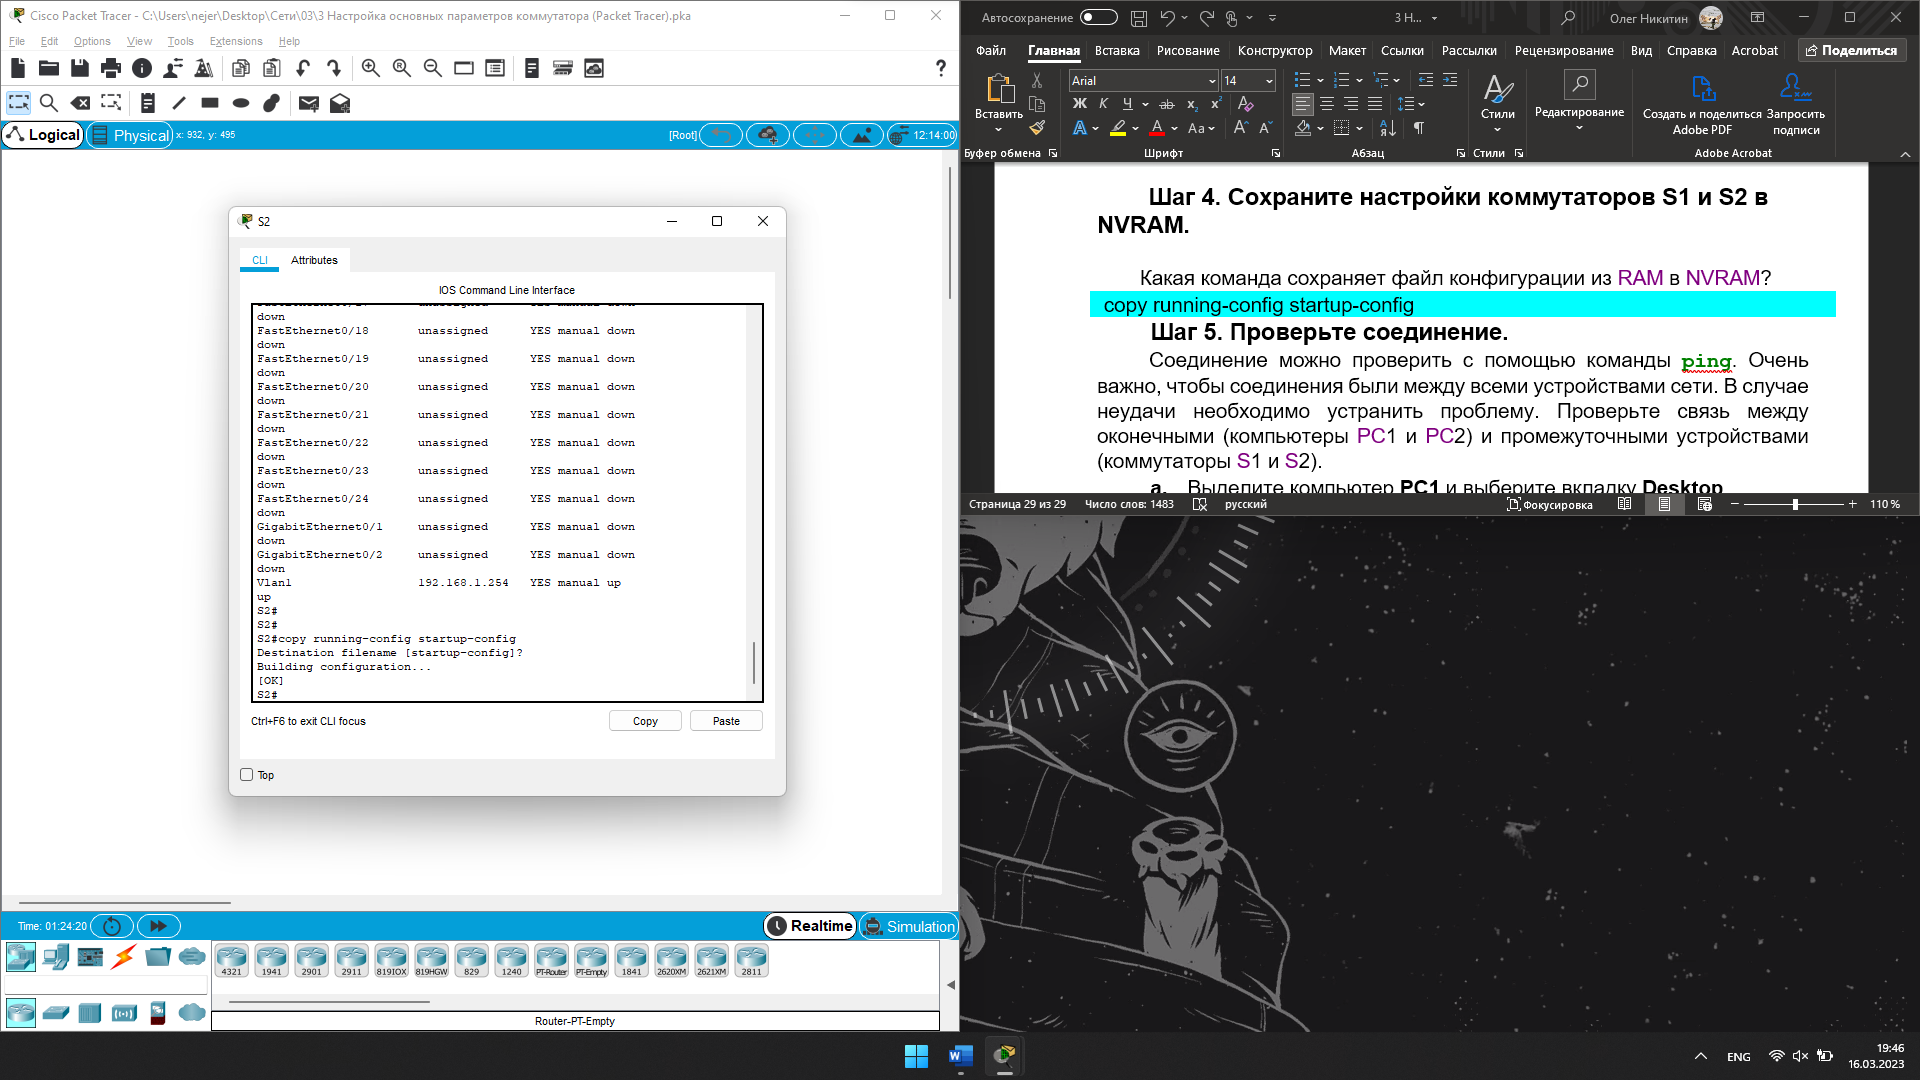 Cisco Packet Tracer - C:\Users\nejer\Desktop\Сети\03\3 Настройка основных параметров коммутатора (Packet Tracer).pka
File Edit Options View Tools Extensions Help
?
Logical
Physical
x: 932, y: 495
[Root]
12:14:00
S2
CLI
Attributes
IOS Command Line Interface
down
FastEthernet0/18 unassigned YES manual down
down
FastEthernet0/19 unassigned YES manual down
down
FastEthernet0/20 unassigned YES manual down
down
FastEthernet0/21 unassigned YES manual down
down
FastEthernet0/22 unassigned YES manual down
down
FastEthernet0/23 unassigned YES manual down
down
FastEthernet0/24 unassigned YES manual down
down
GigabitEthernet0/1 unassigned YES manual down
down
GigabitEthernet0/2 unassigned YES manual down
down
Vlan1 192.168.1.254 YES manual up
up
S2#
S2#
S2#copy running-config startup-config
Destination filename [startup-config]?
Building configuration...
[OK]
S2#
Ctrl+F6 to exit CLI focus
Copy
Paste
Top
Time: 01:24:20
Realtime
Simulation
4321 1941 2901 2911 819IOX 819HGW 829 1240 PT-Router PT-Empty 1841 2620XM 2621XM 2811
Router-PT-Empty
Автосохранение
3 Н...
Олег Никитин
Файл Главная Вставка Рисование Конструктор Макет Ссылки Рассылки Рецензирование Вид Справка Acrobat
Поделиться
Вставить
Буфер обмена
Arial 14
Ж К Ч ab x₂ x²
Aa
Шрифт
Абзац
Стили
Стили
Редактирование
Создать и поделиться Adobe PDF
Запросить подписи
Adobe Acrobat
Шаг 4. Сохраните настройки коммутаторов S1 и S2 в
NVRAM.
Какая команда сохраняет файл конфигурации из RAM в NVRAM?
copy running-config startup-config
Шаг 5. Проверьте соединение.
Соединение можно проверить с помощью команды ping. Очень
важно, чтобы соединения были между всеми устройствами сети. В случае
неудачи необходимо устранить проблему. Проверьте связь между
оконечными (компьютеры PC1 и PC2) и промежуточными устройствами
(коммутаторы S1 и S2).
a. Выделите компьютер PC1 и выберите вкладку Desktop
Страница 29 из 29
Число слов: 1483
русский
Фокусировка
110 %
ENG
19:46
16.03.2023